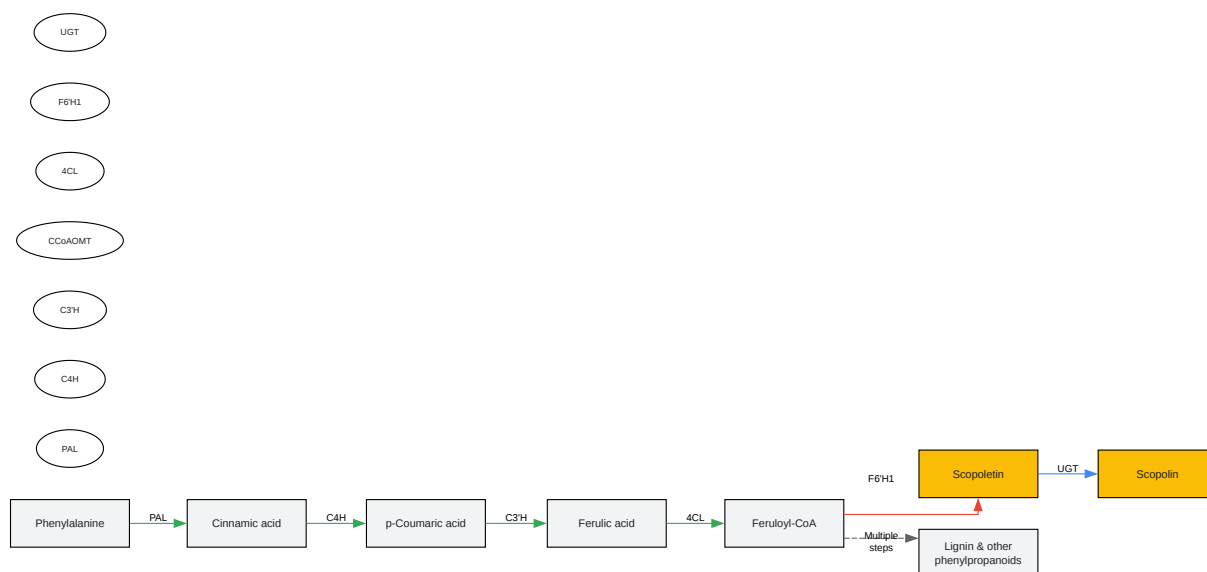 UGT
F6'H1
4CL
CCoAOMT
C3'H
C4H
PAL
Phenylalanine
PAL
Cinnamic acid
C4H
p-Coumaric acid
C3'H
Ferulic acid
4CL
Feruloyl-CoA
F6'H1
Scopoletin
UGT
Scopolin
Multiple
steps
Lignin & other
phenylpropanoids